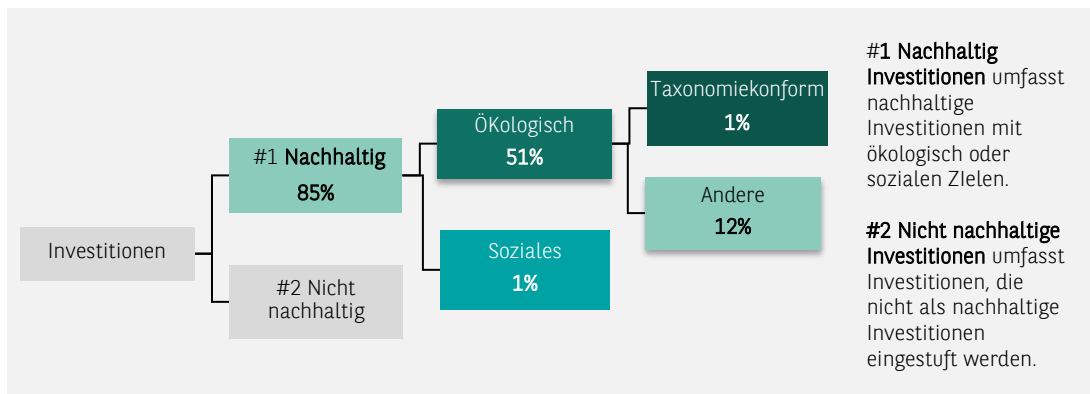 Investitionen
#1 Nachhaltig
85%
#2 Nicht
nachhaltig
ÖKologisch
51%
Soziales
1%
Taxonomiekonform
1%
Andere
12%
#1 Nachhaltig
Investitionen umfasst
nachhaltige
Investitionen mit
ökologisch oder
sozialen ZIelen.
#2 Nicht nachhaltige
Investitionen umfasst
Investitionen, die
nicht als nachhaltige
Investitionen
eingestuft werden.